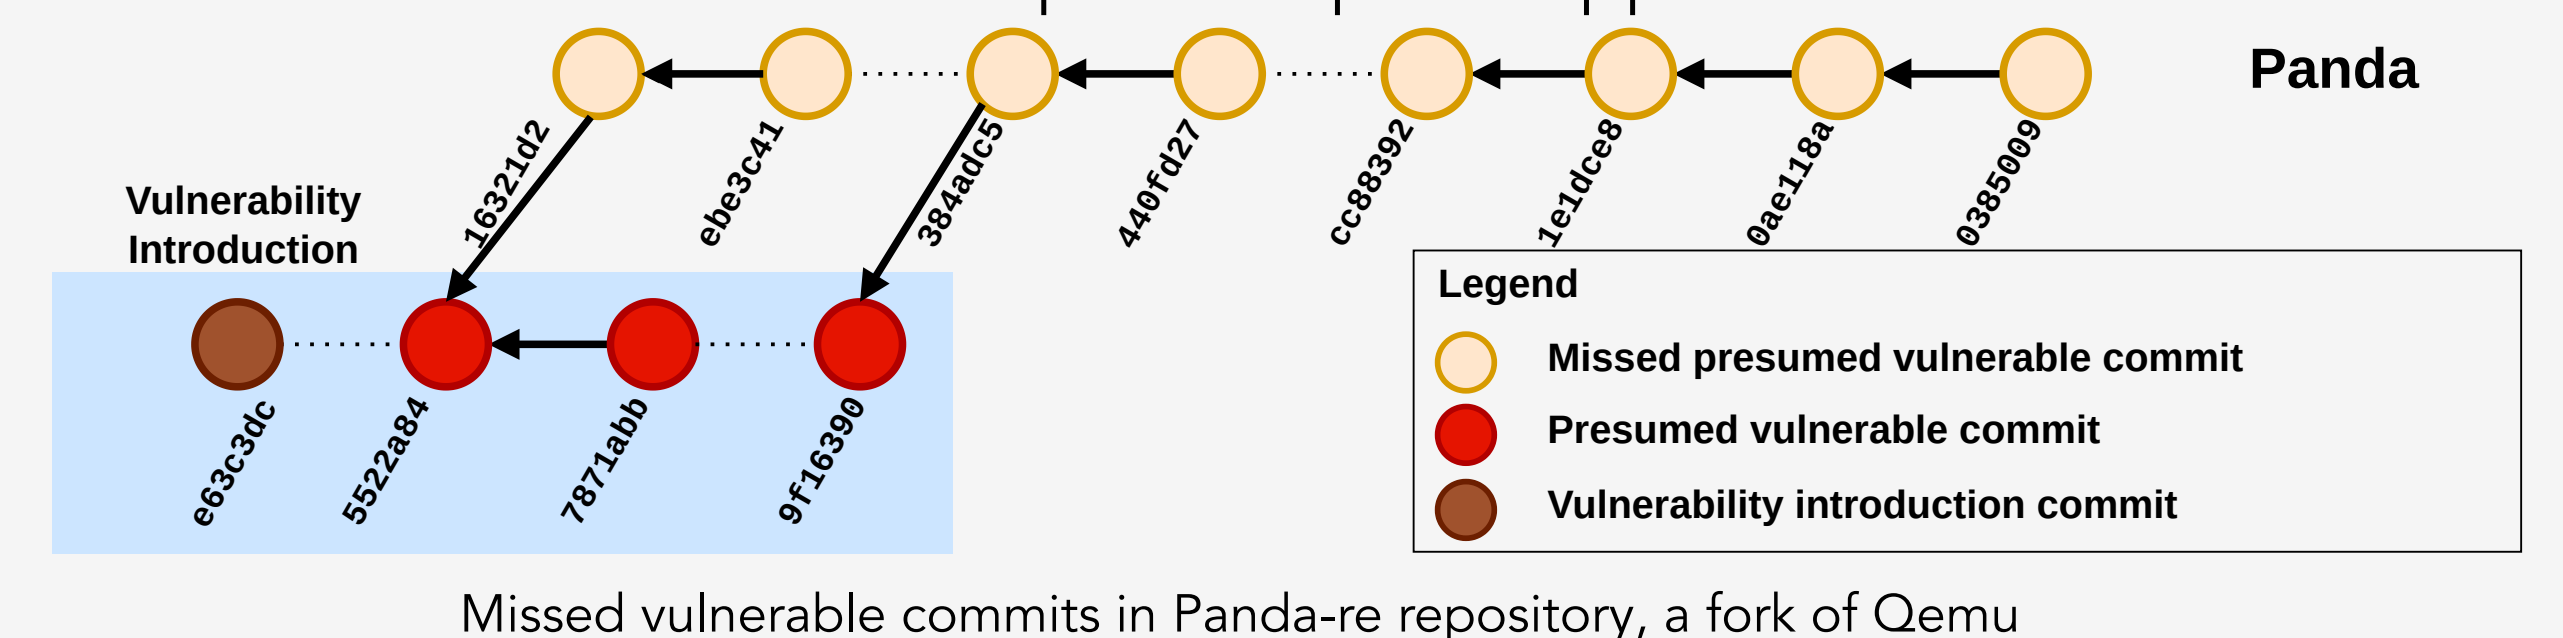 Panda
16321d2
ebe3c41
384adc5
440fd27
cc88392
1e1dce8
0ae118a
0385009
Vulnerability
Introduction
e63c3dc
5522a84
7871abb
9f16390
Legend
Missed presumed vulnerable commit
Presumed vulnerable commit
Vulnerability introduction commit
Missed vulnerable commits in Panda-re repository, a fork of Qemu